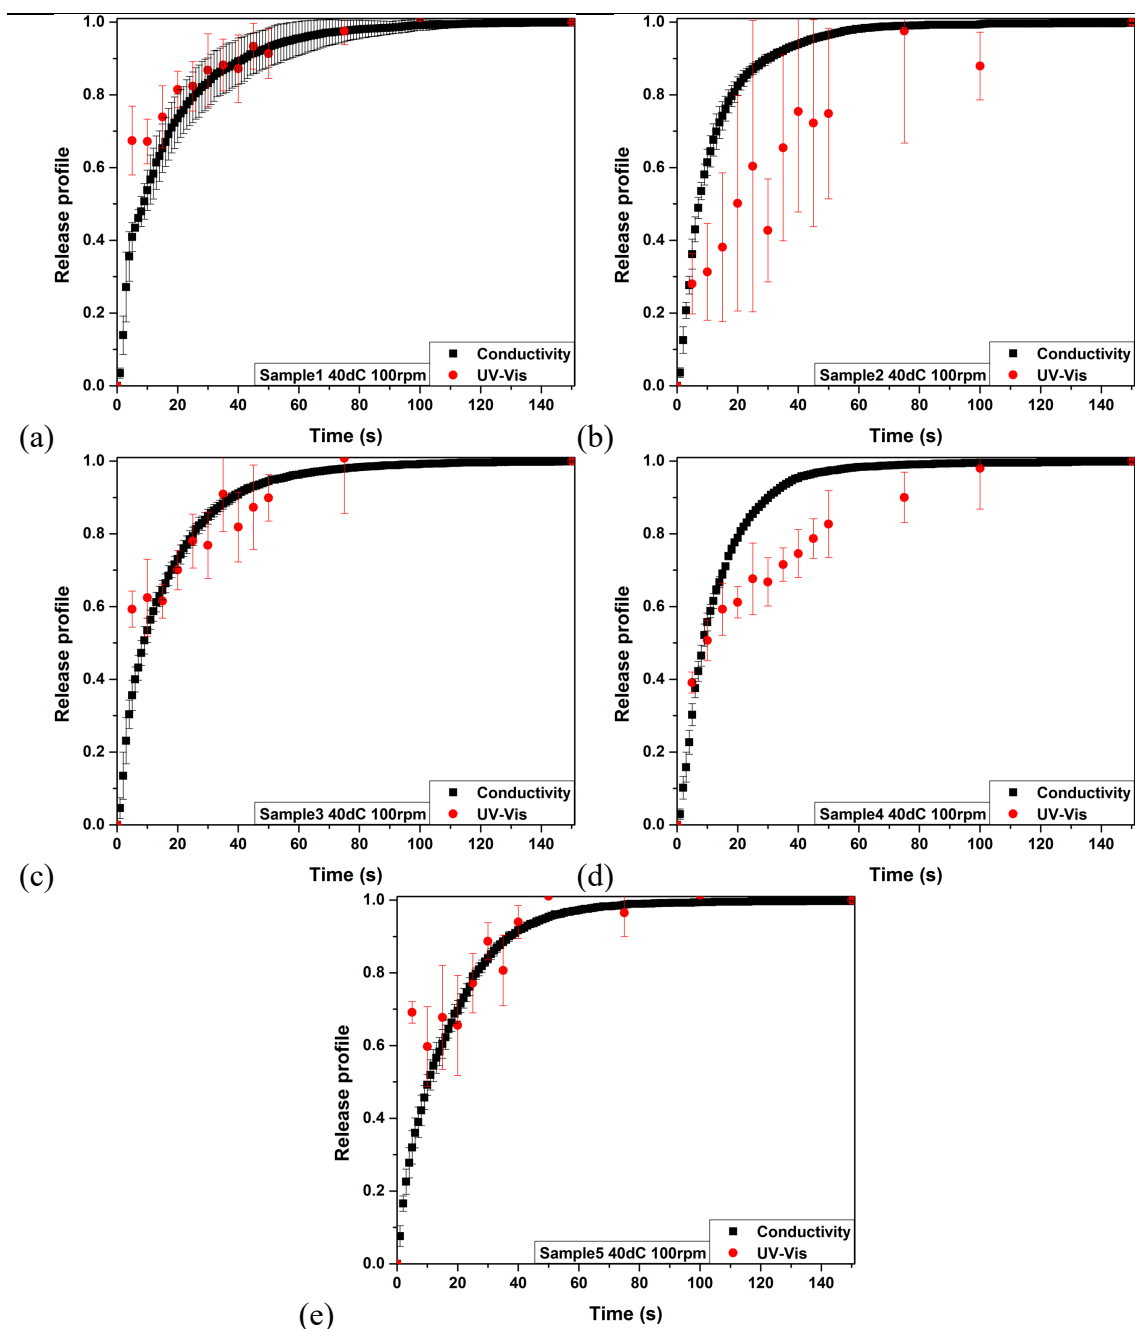 1.0
0.8
0.6
0.4
0.2
0.0
Release profile
Conductivity
UV-Vis
Sample1 40dC 100rpm
0 20 40 60 80 100 120 140
Time (s)
(a)
1.0
0.8
0.6
0.4
0.2
0.0
Release profile
Conductivity
UV-Vis
Sample2 40dC 100rpm
0 20 40 60 80 100 120 140
Time (s)
(b)
1.0
0.8
0.6
0.4
0.2
0.0
Release profile
Conductivity
UV-Vis
Sample3 40dC 100rpm
0 20 40 60 80 100 120 140
Time (s)
(c)
1.0
0.8
0.6
0.4
0.2
0.0
Release profile
Conductivity
UV-Vis
Sample4 40dC 100rpm
0 20 40 60 80 100 120 140
Time (s)
(d)
1.0
0.8
0.6
0.4
0.2
0.0
Release profile
Conductivity
UV-Vis
Sample5 40dC 100rpm
0 20 40 60 80 100 120 140
Time (s)
(e)